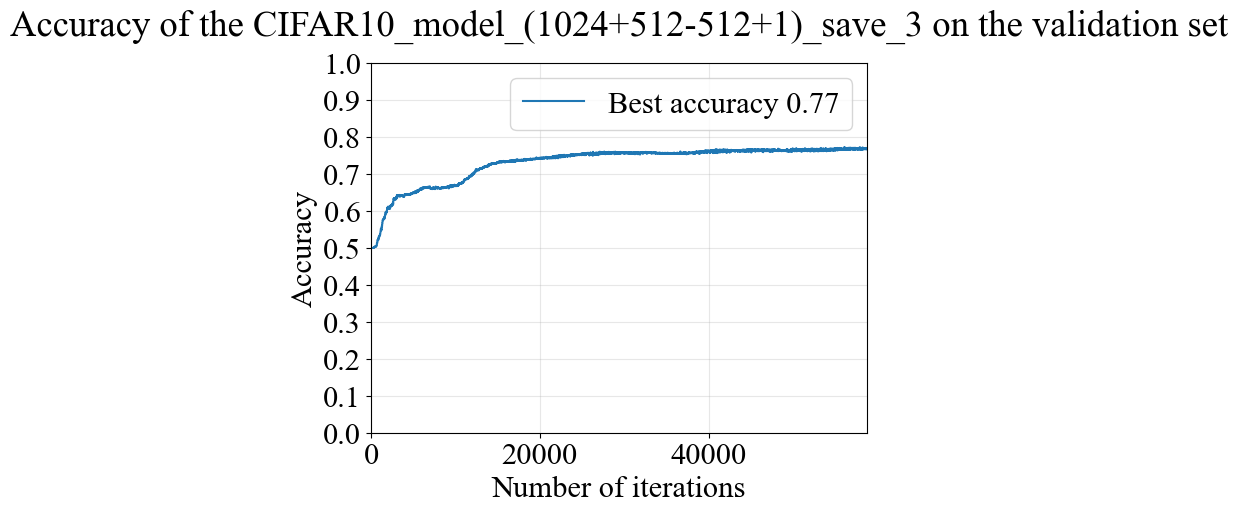 Accuracy of the CIFAR10_model_(1024+512-512+1)_save_3 on the validation set
Best accuracy 0.77
Accuracy
1.0
0.9
0.8
0.7
0.6
0.5
0.4
0.3
0.2
0.1
0.0
0 20000 40000
Number of iterations